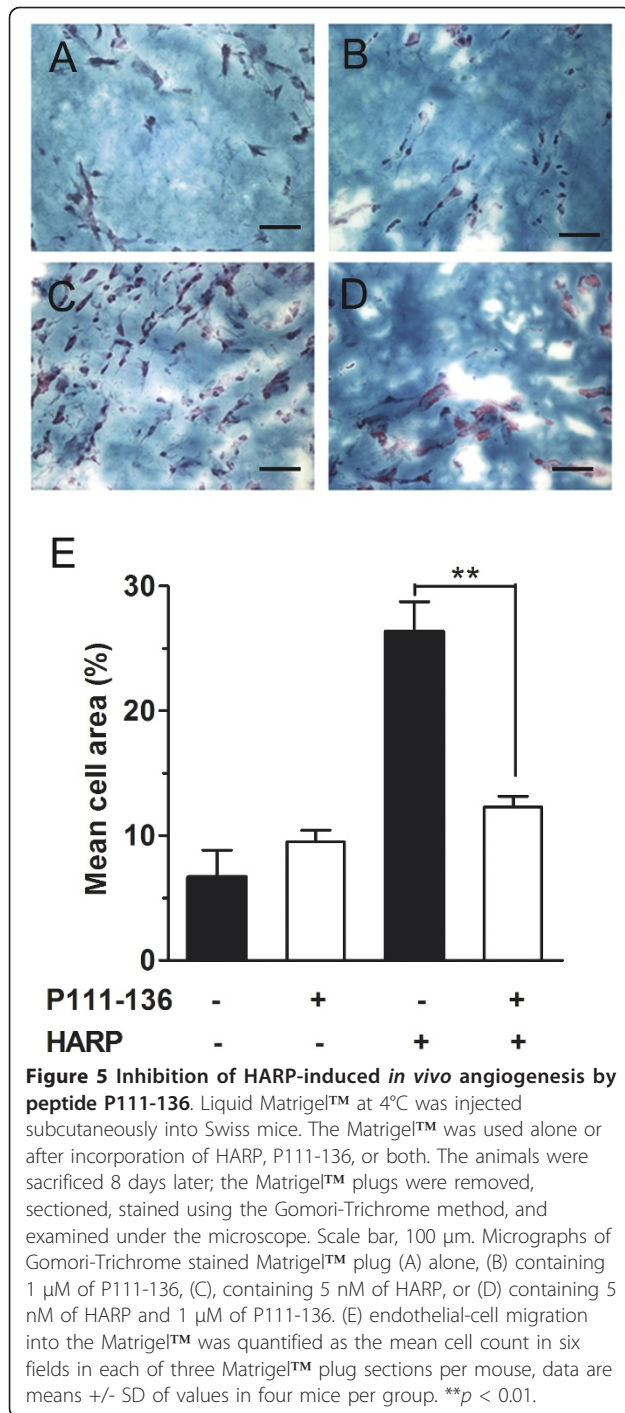 A
B
C
D
E
**
30
20
10
0
Mean cell area (%)
P111-136 - + - +
HARP - - + +
Figure 5 Inhibition of HARP-induced in vivo angiogenesis by
peptide P111-136. Liquid Matrigel™ at 4°C was injected
subcutaneously into Swiss mice. The Matrigel™ was used alone or
after incorporation of HARP, P111-136, or both. The animals were
sacrificed 8 days later; the Matrigel™ plugs were removed,
sectioned, stained using the Gomori-Trichrome method, and
examined under the microscope. Scale bar, 100 μm. Micrographs of
Gomori-Trichrome stained Matrigel™ plug (A) alone, (B) containing
1 μM of P111-136, (C), containing 5 nM of HARP, or (D) containing 5
nM of HARP and 1 μM of P111-136. (E) endothelial-cell migration
into the Matrigel™ was quantified as the mean cell count in six
fields in each of three Matrigel™ plug sections per mouse, data are
means +/- SD of values in four mice per group. **p < 0.01.